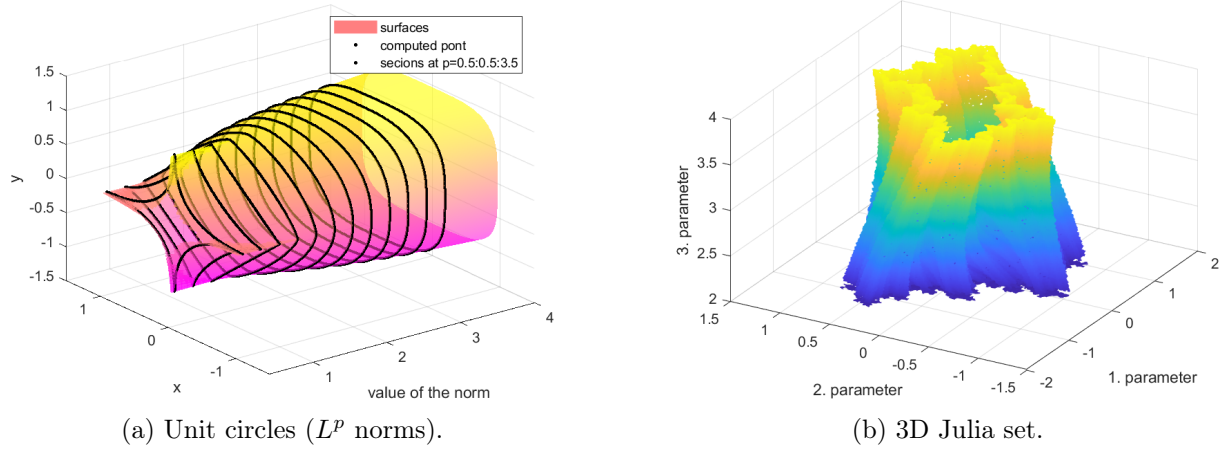 surfaces
computed pont
secions at p=0.5:0.5:3.5
1.5
1
0.5
0
-0.5
-1
-1.5
y
1
0
-1
x
1
2
3
4
value of the norm
(a) Unit circles (L^p norms).
4
3.5
3
2.5
2
3. parameter
1.5
1
0.5
0
-0.5
-1
-1.5
2. parameter
-2
-1
0
1
2
1. parameter
(b) 3D Julia set.